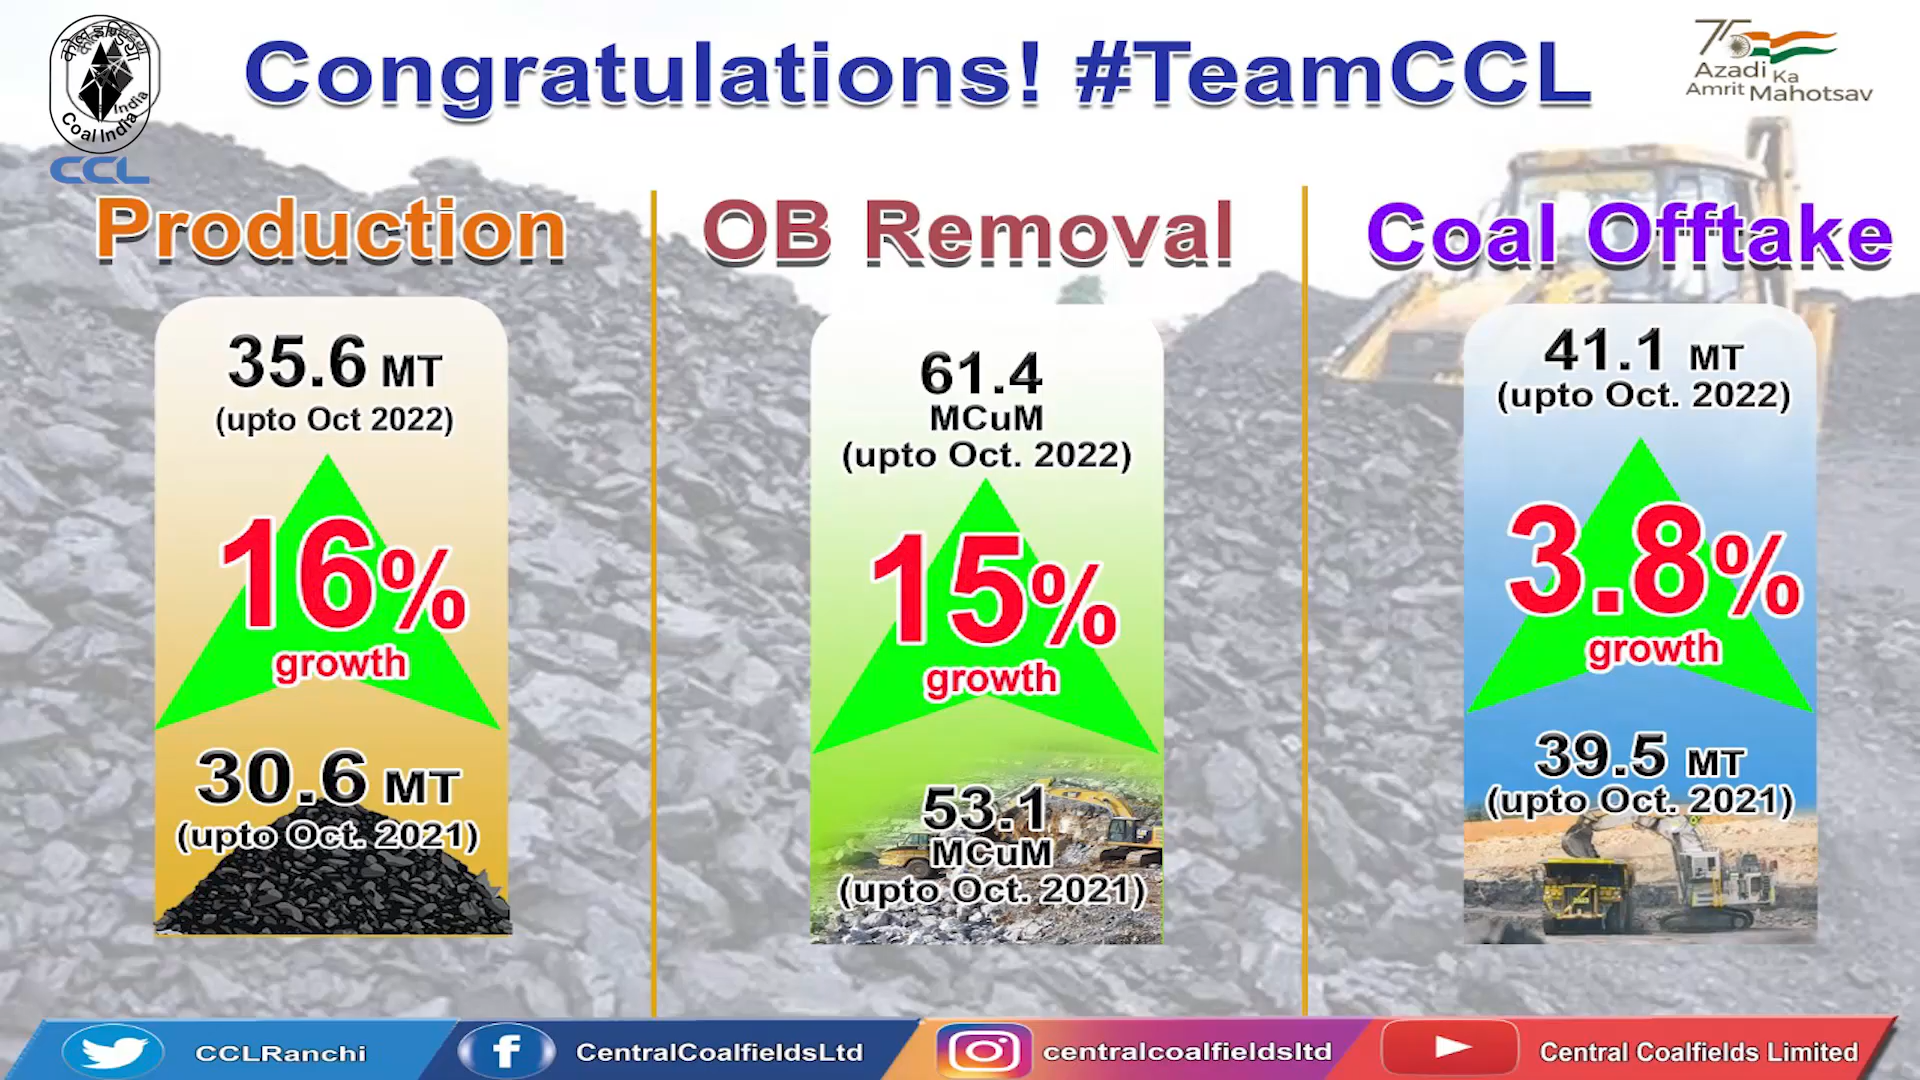 कोल इण्डिया
Coal India
CCL
Congratulations! #TeamCCL
75
Azadi Ka
Amrit Mahotsav
Production
35.6 MT
(upto Oct 2022)
16%
growth
30.6 MT
(upto Oct. 2021)
OB Removal
61.4
MCuM
(upto Oct. 2022)
15%
growth
53.1
MCuM
(upto Oct. 2021)
Coal Offtake
41.1 MT
(upto Oct. 2022)
3.8%
growth
39.5 MT
(upto Oct. 2021)
CCLRanchi
f
CentralCoalfieldsLtd
centralcoalfieldsltd
Central Coalfields Limited